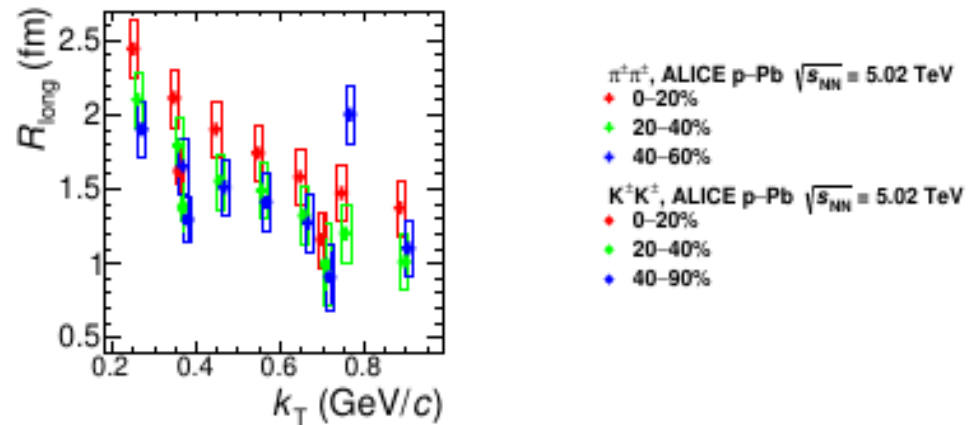 R_long (fm)
2.5
2
1.5
1
0.5
0.2 0.4 0.6 0.8
k_T (GeV/c)
π±π±, ALICE p–Pb √s_NN = 5.02 TeV
0–20%
20–40%
40–60%
K±K±, ALICE p–Pb √s_NN = 5.02 TeV
0–20%
20–40%
40–90%